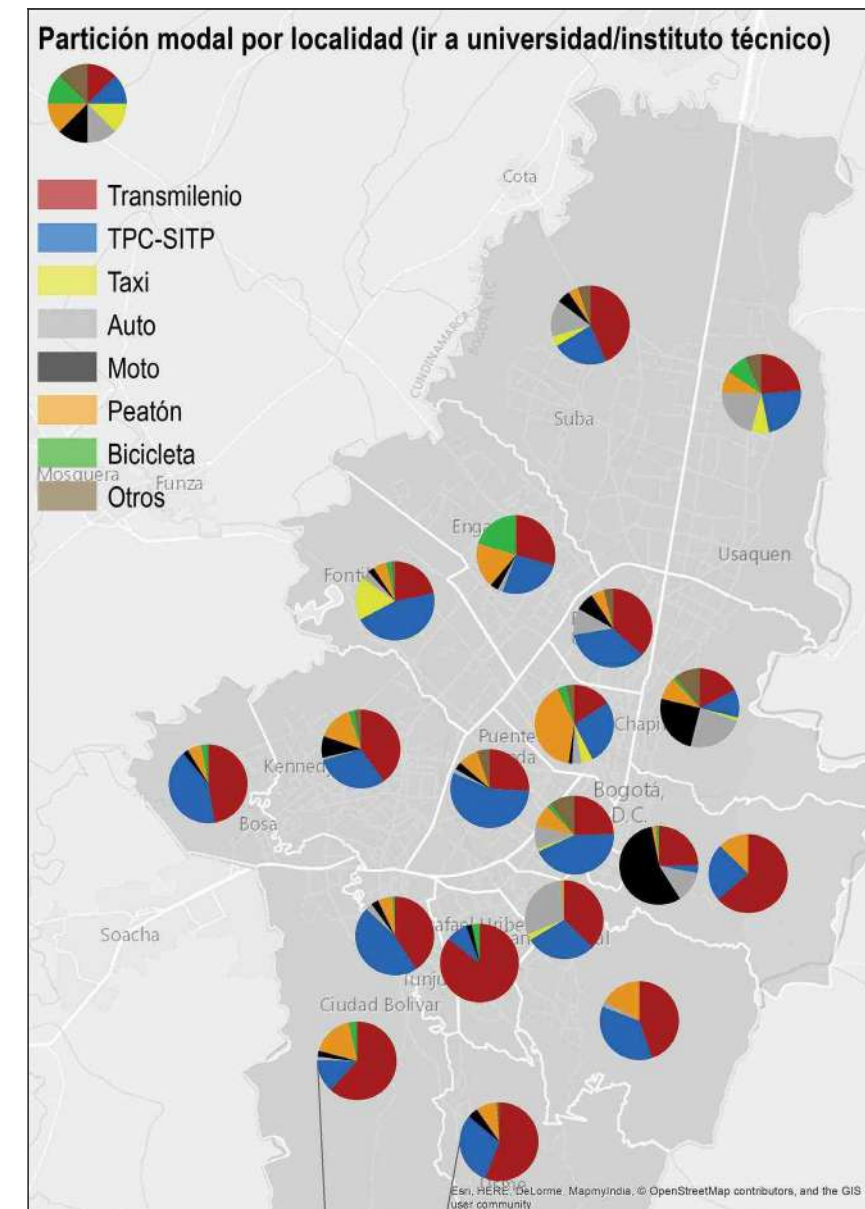 Partición modal por localidad (ir a universidad/instituto técnico)
Transmilenio
TPC-SITP
Taxi
Auto
Moto
Peatón
Bicicleta
Otros
Cota
CUNDINAMARCA
Suba
Mosquera
Funza
Usaquen
Puente
Kennedy
Bosa
Bogotá,
D.C.
Soacha
Ciudad Bolivar
Esri, HERE, DeLorme, MapmyIndia, © OpenStreetMap contributors, and the GIS
user community